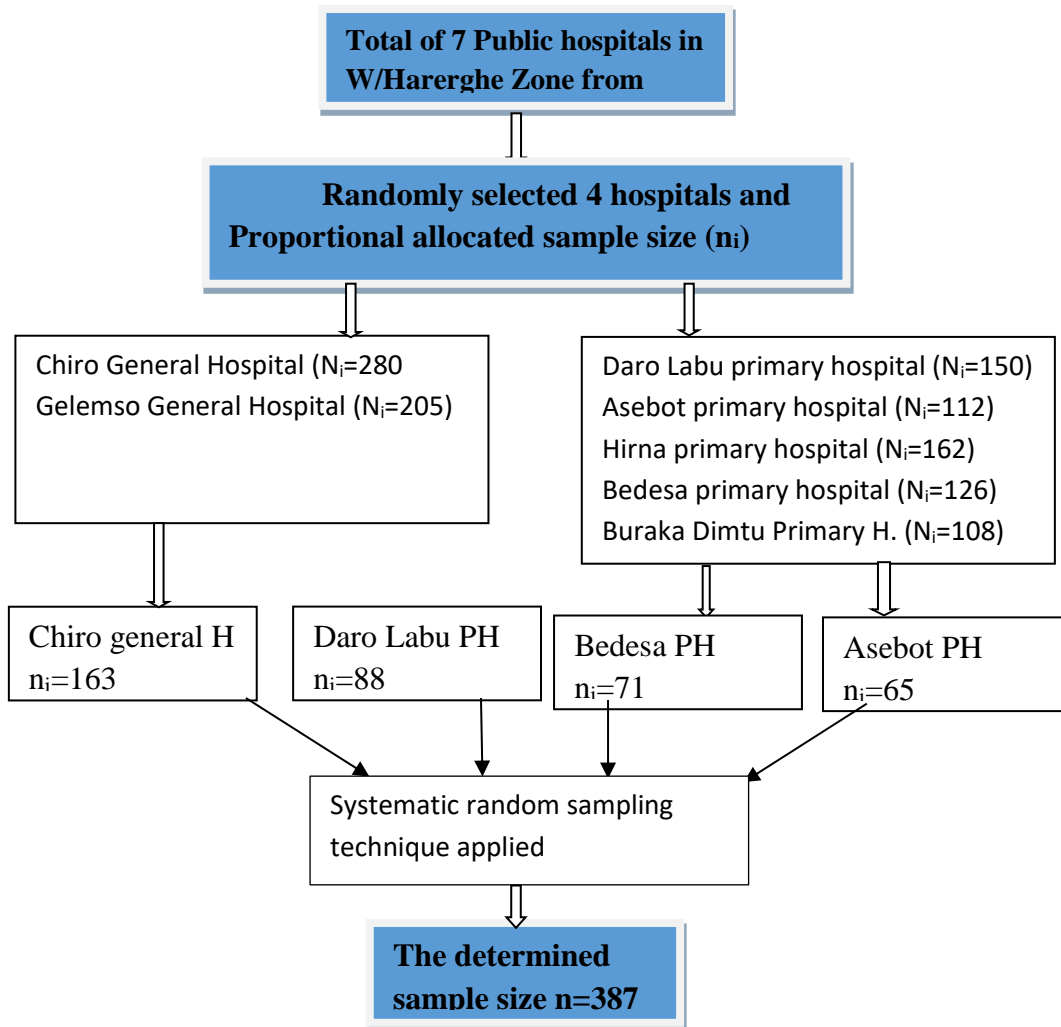 Total of 7 Public hospitals in
W/Harerghe Zone from
Randomly selected 4 hospitals and
Proportional allocated sample size (nᵢ)
Chiro General Hospital (Nᵢ=280
Gelemso General Hospital (Nᵢ=205)
Daro Labu primary hospital (Nᵢ=150)
Asebot primary hospital (Nᵢ=112)
Hirna primary hospital (Nᵢ=162)
Bedesa primary hospital (Nᵢ=126)
Buraka Dimtu Primary H. (Nᵢ=108)
Chiro general H
nᵢ=163
Daro Labu PH
nᵢ=88
Bedesa PH
nᵢ=71
Asebot PH
nᵢ=65
Systematic random sampling
technique applied
The determined
sample size n=387